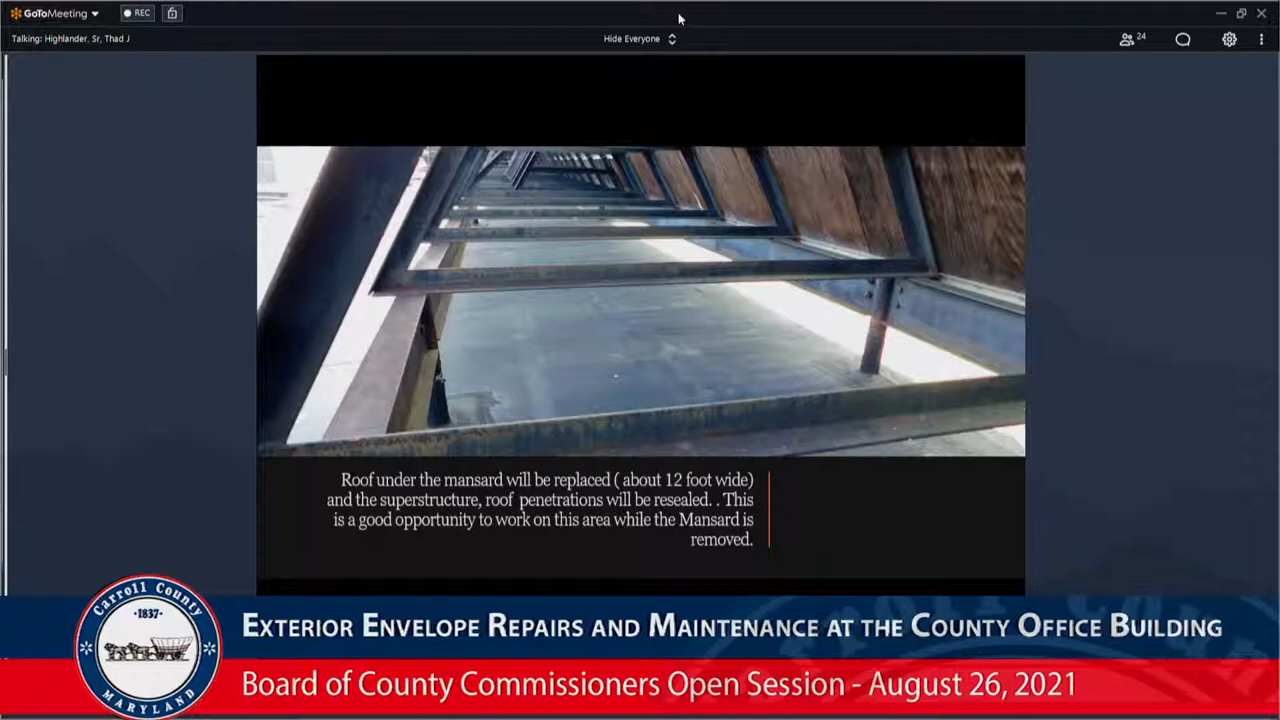 GoToMeeting
REC
Talking: Highlander, Sr, Thad J
Hide Everyone
24
Roof under the mansard will be replaced ( about 12 foot wide)
and the superstructure, roof penetrations will be resealed. . This
is a good opportunity to work on this area while the Mansard is
removed.
Carroll County
·1837·
MARYLAND
EXTERIOR ENVELOPE REPAIRS AND MAINTENANCE AT THE COUNTY OFFICE BUILDING
Board of County Commissioners Open Session - August 26, 2021